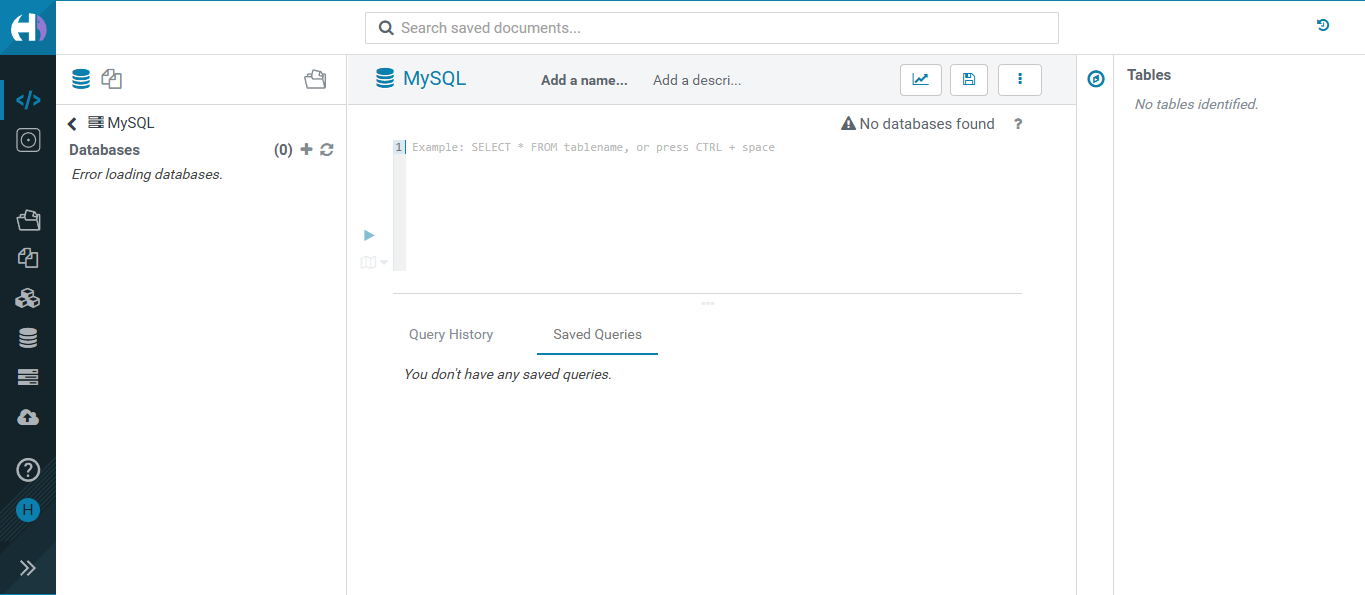 Search saved documents...
MySQL
Databases
(0)
Error loading databases.
H
MySQL
Add a name...
Add a descri...
No databases found
?
1
Example: SELECT * FROM tablename, or press CTRL + space
Query History
Saved Queries
You don't have any saved queries.
Tables
No tables identified.